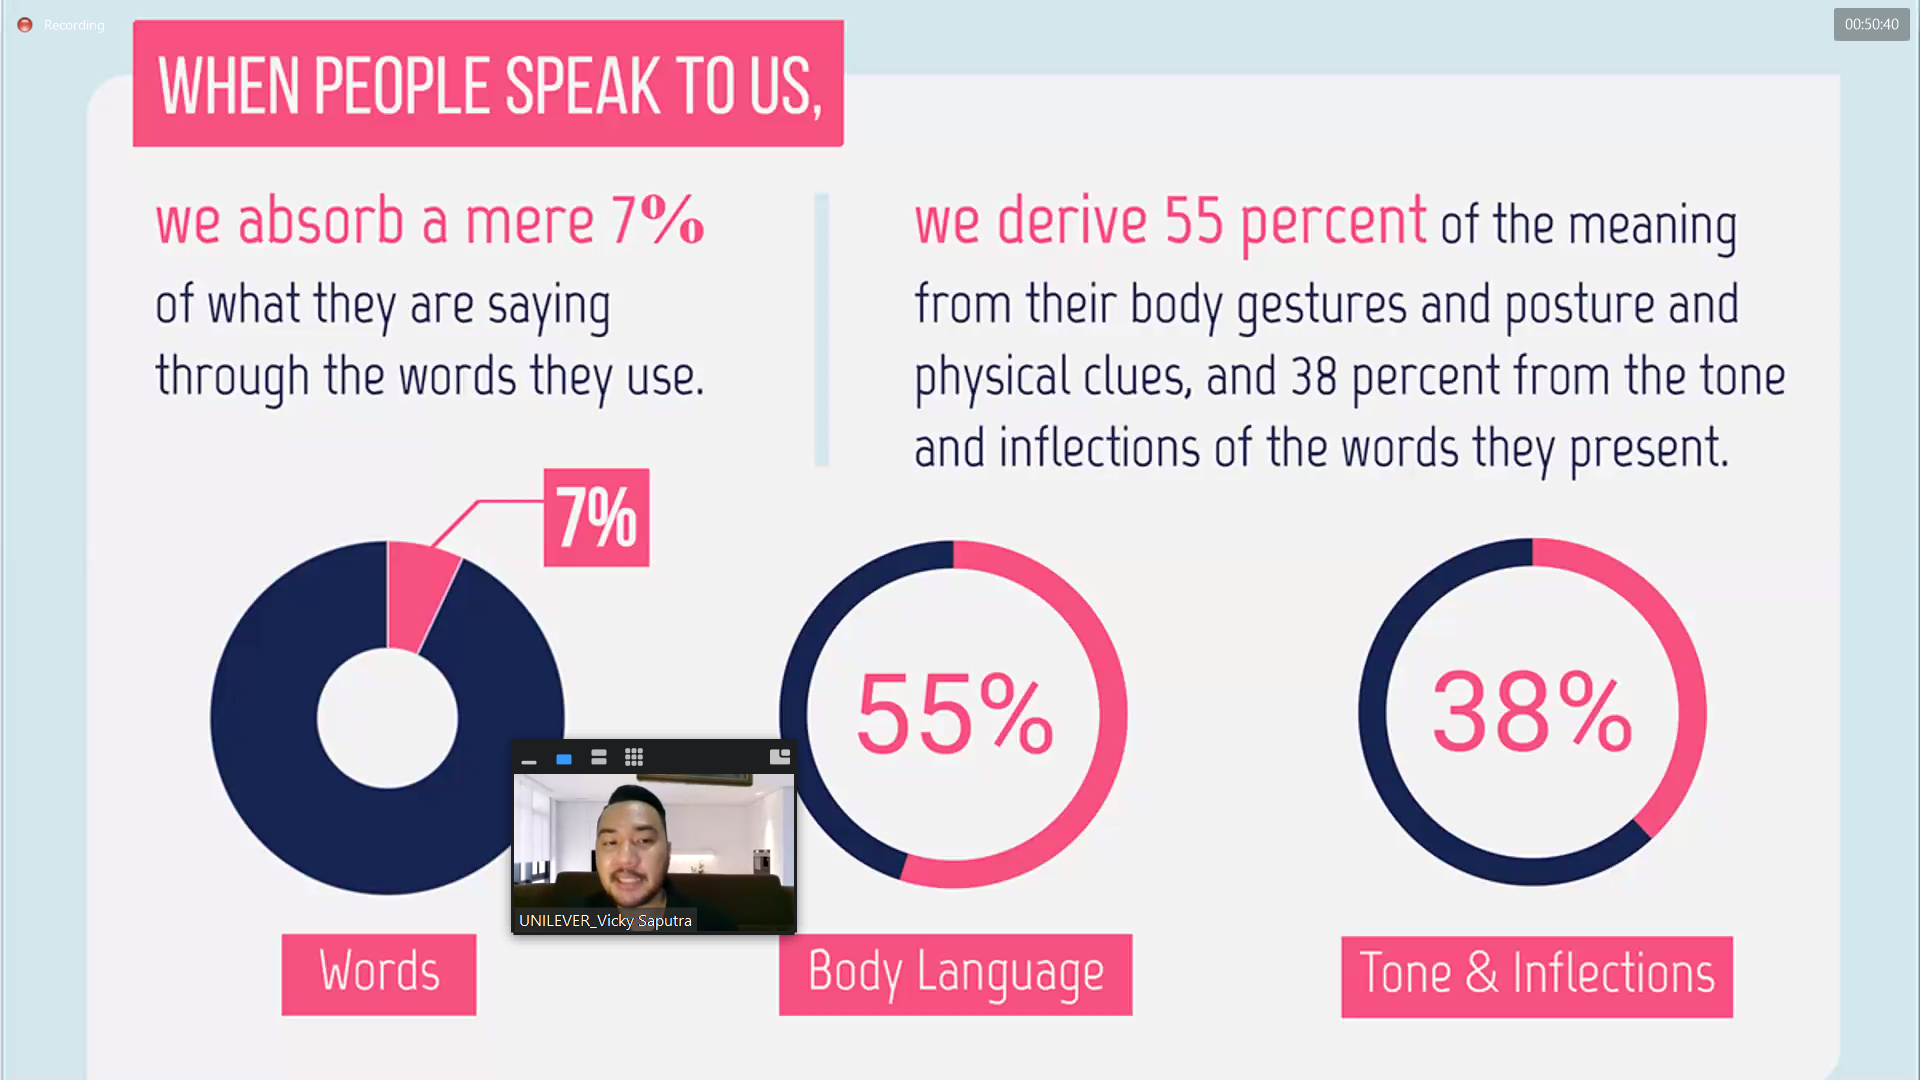 Recording
00:50:40
WHEN PEOPLE SPEAK TO US,
we absorb a mere 7%
of what they are saying
through the words they use.
we derive 55 percent of the meaning
from their body gestures and posture and
physical clues, and 38 percent from the tone
and inflections of the words they present.
7%
55%
38%
UNILEVER_Vicky Saputra
Words
Body Language
Tone & Inflections